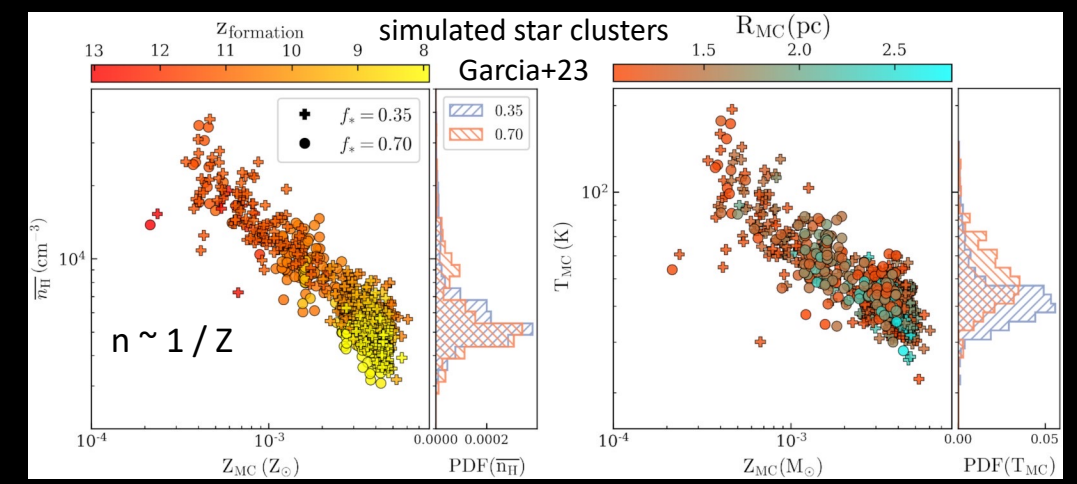 simulated star clusters
Garcia+23
z_formation
13 12 11 10 9 8
R_MC (pc)
1.5 2.0 2.5
f_* = 0.35
f_* = 0.70
0.35
0.70
n ~ 1 / Z
\overline{n}_H (cm^{-3})
10^4
10^{-4} 10^{-3}
Z_MC (Z_⊙)
0.0000 0.0002
PDF(\overline{n_H})
T_MC (K)
10^2
10^{-4} 10^{-3}
Z_MC(M_⊙)
0.00 0.05
PDF(T_MC)